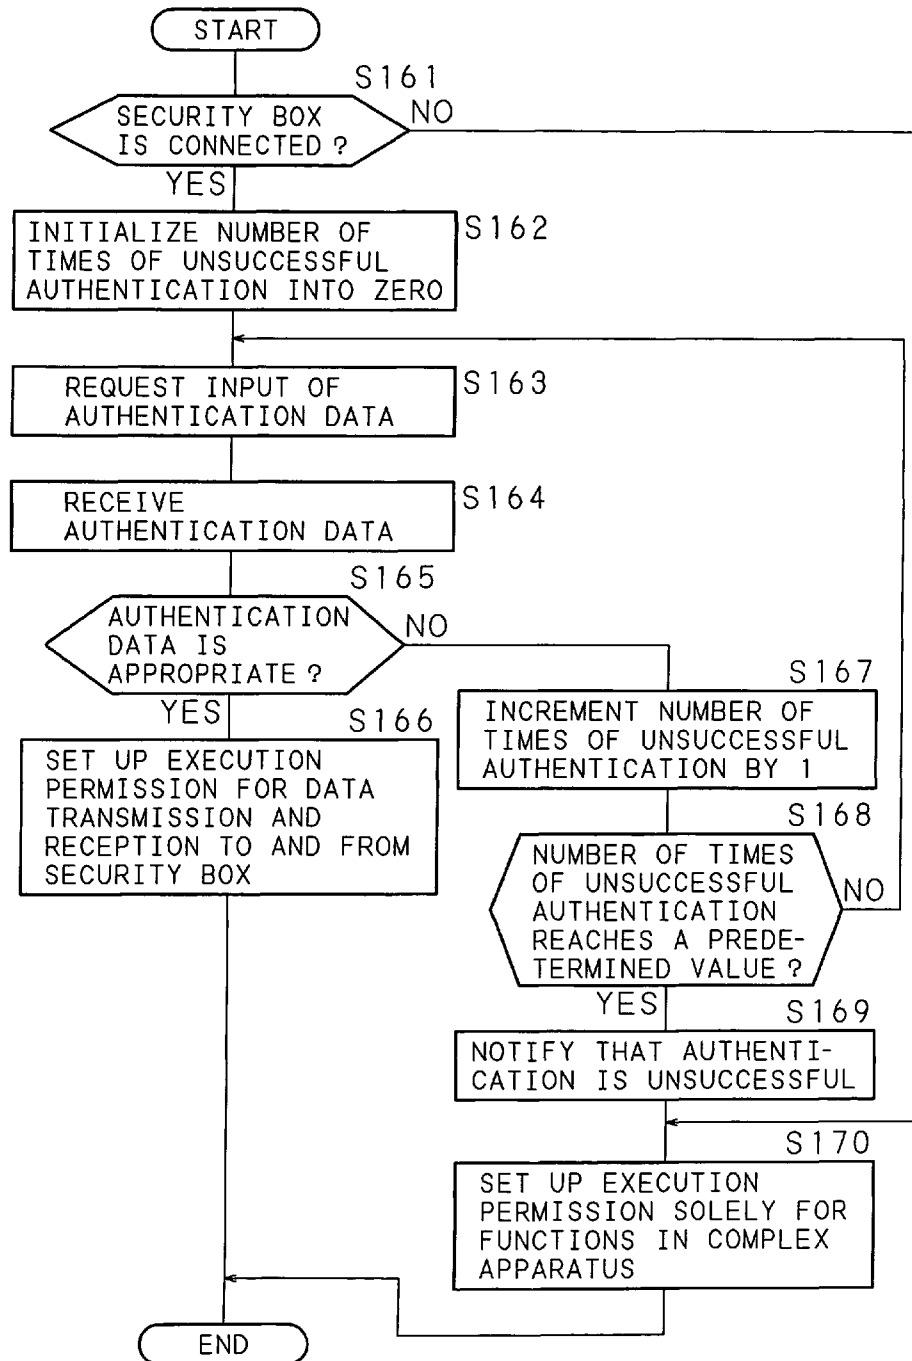 START
S161
SECURITY BOX
IS CONNECTED?
NO
YES
INITIALIZE NUMBER OF
TIMES OF UNSUCCESSFUL
AUTHENTICATION INTO ZERO
S162
REQUEST INPUT OF
AUTHENTICATION DATA
S163
RECEIVE
AUTHENTICATION DATA
S164
S165
AUTHENTICATION
DATA IS
APPROPRIATE?
NO
YES
S166
SET UP EXECUTION
PERMISSION FOR DATA
TRANSMISSION AND
RECEPTION TO AND FROM
SECURITY BOX
S167
INCREMENT NUMBER OF
TIMES OF UNSUCCESSFUL
AUTHENTICATION BY 1
S168
NUMBER OF TIMES
OF UNSUCCESSFUL
AUTHENTICATION
REACHES A PREDE-
TERMINED VALUE?
NO
YES
S169
NOTIFY THAT AUTHENTI-
CATION IS UNSUCCESSFUL
S170
SET UP EXECUTION
PERMISSION SOLELY FOR
FUNCTIONS IN COMPLEX
APPARATUS
END